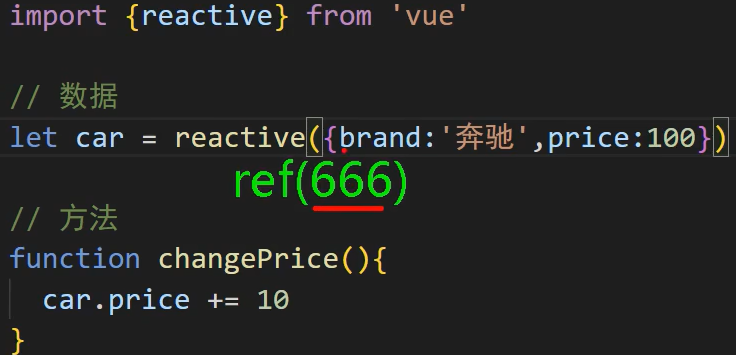 import {reactive} from 'vue'
// 数据
let car = reactive({brand:'奔驰',price:100})
ref(666)
// 方法
function changePrice(){
car.price += 10
}